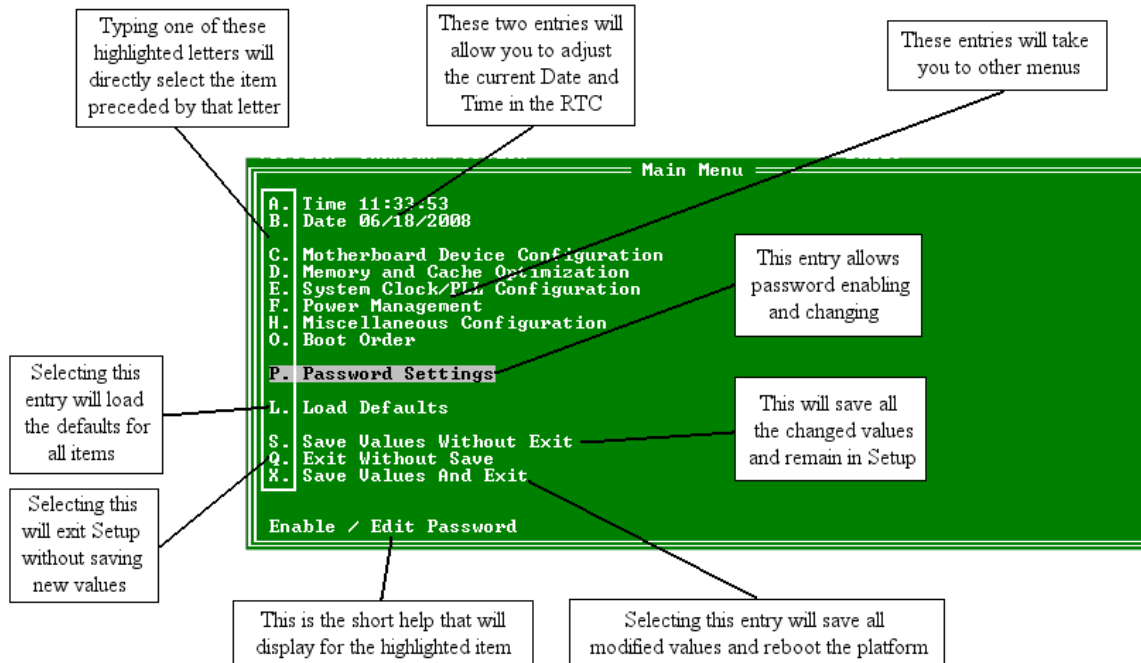 Typing one of these
highlighted letters will
directly select the item
preceded by that letter
These two entries will
allow you to adjust
the current Date and
Time in the RTC
These entries will take
you to other menus
Main Menu
A. Time 11:33:53
B. Date 06/18/2008
C. Motherboard Device Configuration
D. Memory and Cache Optimization
E. System Clock/PLL Configuration
F. Power Management
H. Miscellaneous Configuration
O. Boot Order
This entry allows
password enabling
and changing
P. Password Settings
Selecting this
entry will load
the defaults for
all items
L. Load Defaults
S. Save Values Without Exit
Q. Exit Without Save
X. Save Values And Exit
This will save all
the changed values
and remain in Setup
Selecting this
will exit Setup
without saving
new values
Enable / Edit Password
This is the short help that will
display for the highlighted item
Selecting this entry will save all
modified values and reboot the platform